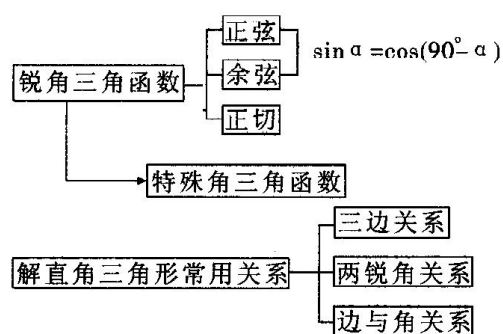 正弦
sinα=cos(90°-α)
锐角三角函数
余弦
正切
特殊角三角函数
三边关系
解直角三角形常用关系
两锐角关系
边与角关系